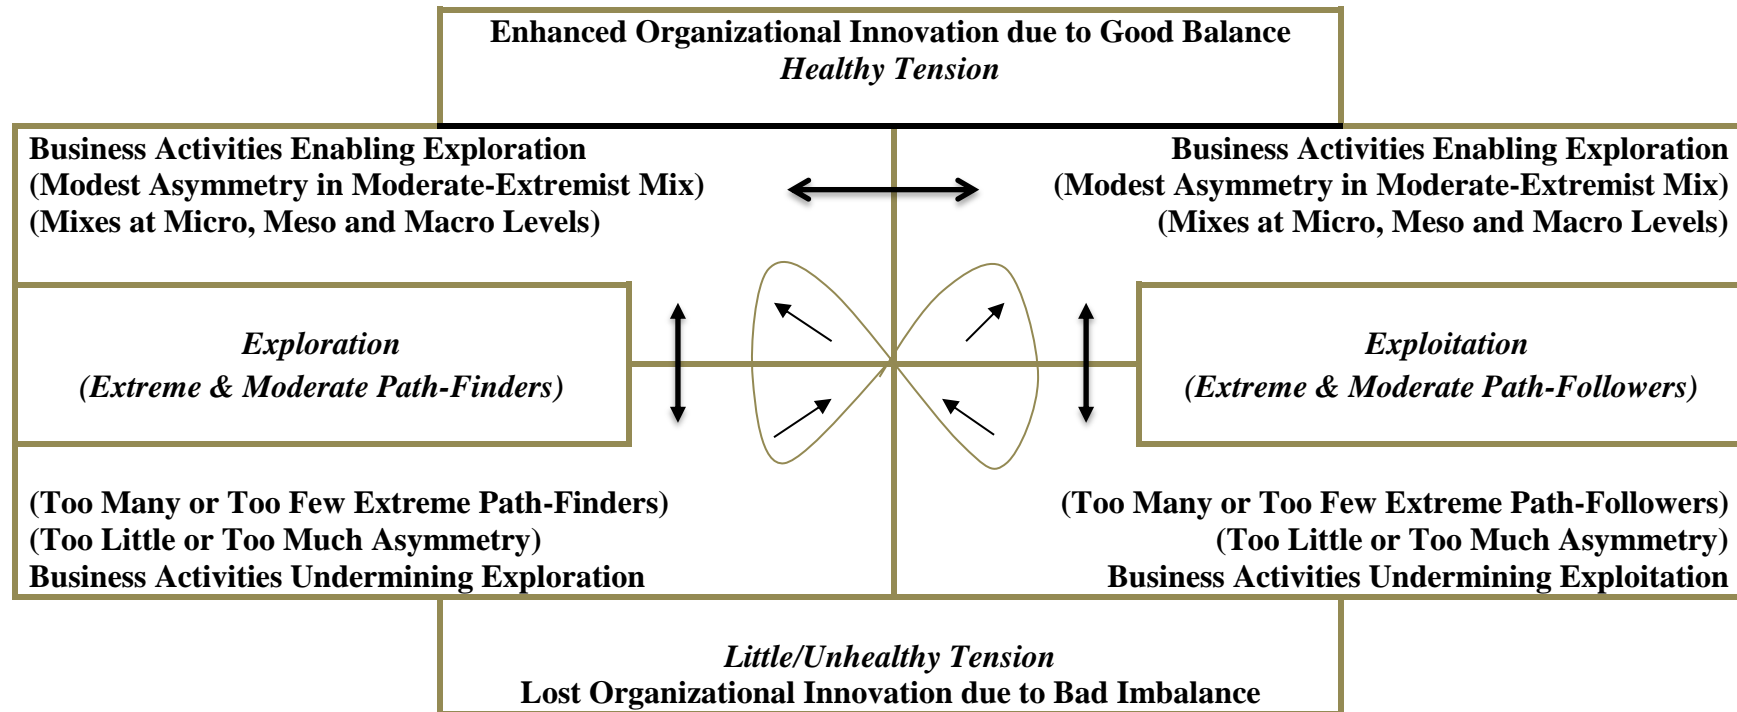 Enhanced Organizational Innovation due to Good Balance
Healthy Tension
Business Activities Enabling Exploration
(Modest Asymmetry in Moderate-Extremist Mix)
(Mixes at Micro, Meso and Macro Levels)
Business Activities Enabling Exploration
(Modest Asymmetry in Moderate-Extremist Mix)
(Mixes at Micro, Meso and Macro Levels)
Exploration
(Extreme & Moderate Path-Finders)
Exploitation
(Extreme & Moderate Path-Followers)
(Too Many or Too Few Extreme Path-Finders)
(Too Little or Too Much Asymmetry)
Business Activities Undermining Exploration
(Too Many or Too Few Extreme Path-Followers)
(Too Little or Too Much Asymmetry)
Business Activities Undermining Exploitation
Little/Unhealthy Tension
Lost Organizational Innovation due to Bad Imbalance